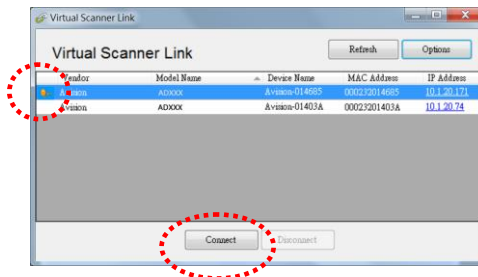 Virtual Scanner Link
Virtual Scanner Link Refresh Options
Vendor Model Name Device Name MAC Address IP Address
Avision ADXXX Avision-014685 000232014685 10.1.20.171
Avision ADXXX Avision-01403A 00023201403A 10.1.20.74
Connect Disconnect